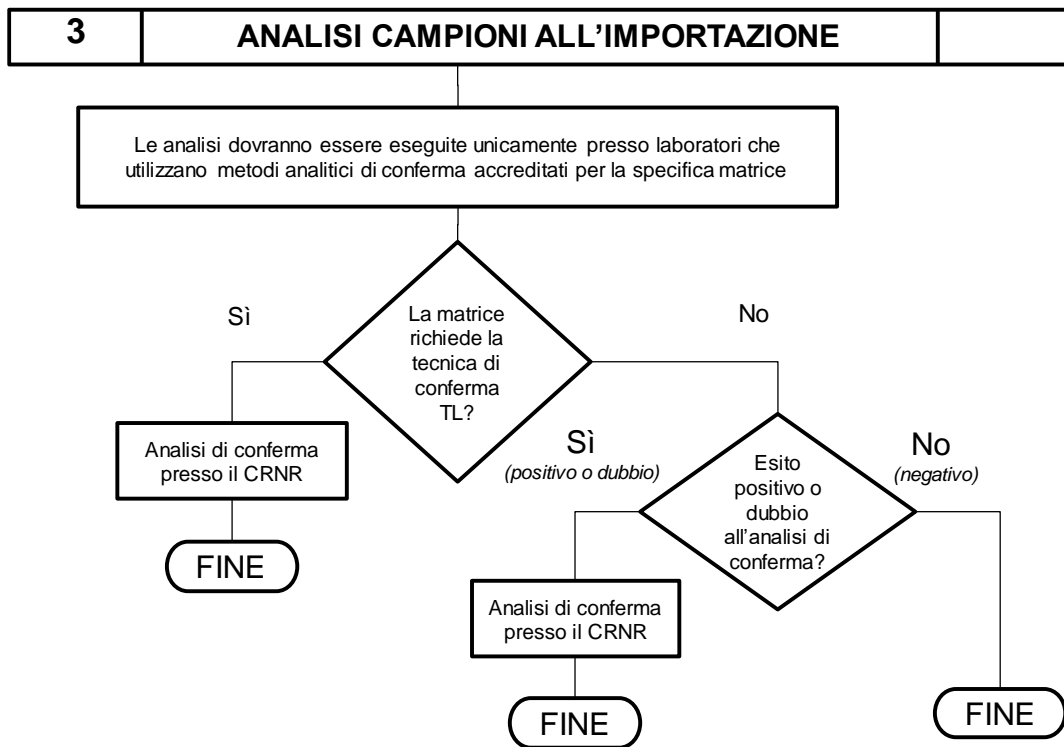 3
ANALISI CAMPIONI ALL’IMPORTAZIONE
Le analisi dovranno essere eseguite unicamente presso laboratori che
utilizzano metodi analitici di conferma accreditati per la specifica matrice
Sì
La matrice
richiede la
tecnica di
conferma
TL?
No
Analisi di conferma
presso il CRNR
FINE
Sì
(positivo o dubbio)
Esito
positivo o
dubbio
all’analisi di
conferma?
No
(negativo)
Analisi di conferma
presso il CRNR
FINE
FINE